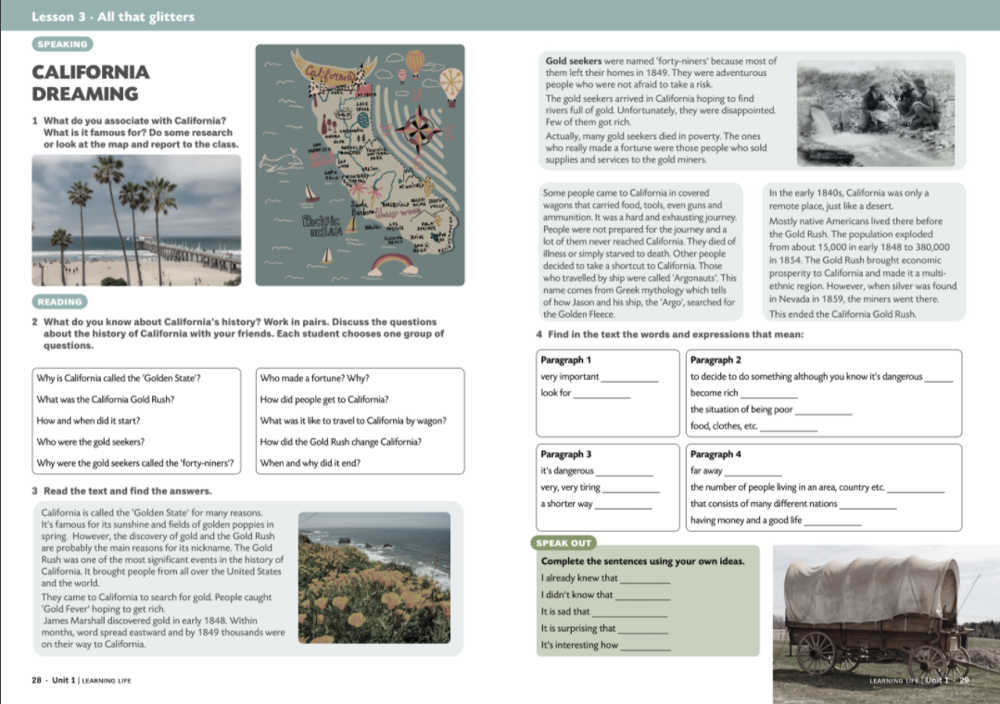 Lesson 3 · All that glitters
SPEAKING
CALIFORNIA
DREAMING
1 What do you associate with California?
What is it famous for? Do some research
or look at the map and report to the class.
California
Pacific
OCEAN
READING
2 What do you know about California's history? Work in pairs. Discuss the questions
about the history of California with your friends. Each student chooses one group of
questions.
Why is California called the 'Golden State'?
What was the California Gold Rush?
How and when did it start?
Who were the gold seekers?
Why were the gold seekers called the 'forty-niners'?
Who made a fortune? Why?
How did people get to California?
What was it like to travel to California by wagon?
How did the Gold Rush change California?
When and why did it end?
3 Read the text and find the answers.
California is called the 'Golden State' for many reasons.
It's famous for its sunshine and fields of golden poppies in
spring. However, the discovery of gold and the Gold Rush
are probably the main reasons for its nickname. The Gold
Rush was one of the most significant events in the history of
California. It brought people from all over the United States
and the world.
They came to California to search for gold. People caught
'Gold Fever' hoping to get rich.
James Marshall discovered gold in early 1848. Within
months, word spread eastward and by 1849 thousands were
on their way to California.
28 · Unit 1 | LEARNING LIFE
Gold seekers were named 'forty-niners' because most of
them left their homes in 1849. They were adventurous
people who were not afraid to take a risk.
The gold seekers arrived in California hoping to find
rivers full of gold. Unfortunately, they were disappointed.
Few of them got rich.
Actually, many gold seekers died in poverty. The ones
who really made a fortune were those people who sold
supplies and services to the gold miners.
Some people came to California in covered
wagons that carried food, tools, even guns and
ammunition. It was a hard and exhausting journey.
People were not prepared for the journey and a
lot of them never reached California. They died of
illness or simply starved to death. Other people
decided to take a shortcut to California. Those
who travelled by ship were called 'Argonauts'. This
name comes from Greek mythology which tells
of how Jason and his ship, the 'Argo', searched for
the Golden Fleece.
In the early 1840s, California was only a
remote place, just like a desert.
Mostly native Americans lived there before
the Gold Rush. The population exploded
from about 15,000 in early 1848 to 380,000
in 1854. The Gold Rush brought economic
prosperity to California and made it a multi-
ethnic region. However, when silver was found
in Nevada in 1859, the miners went there.
This ended the California Gold Rush.
4 Find in the text the words and expressions that mean:
Paragraph 1
very important ___________
look for ___________
Paragraph 2
to decide to do something although you know it's dangerous ______
become rich ___________
the situation of being poor ___________
food, clothes, etc. ___________
Paragraph 3
it's dangerous ___________
very, very tiring ___________
a shorter way ___________
Paragraph 4
far away ___________
the number of people living in an area, country etc. ___________
that consists of many different nations ___________
having money and a good life ___________
SPEAK OUT
Complete the sentences using your own ideas.
I already knew that __________
I didn't know that ___________
It is sad that ___________
It is surprising that __________
It's interesting how __________
LEARNING LIFE | Unit 1 · 29